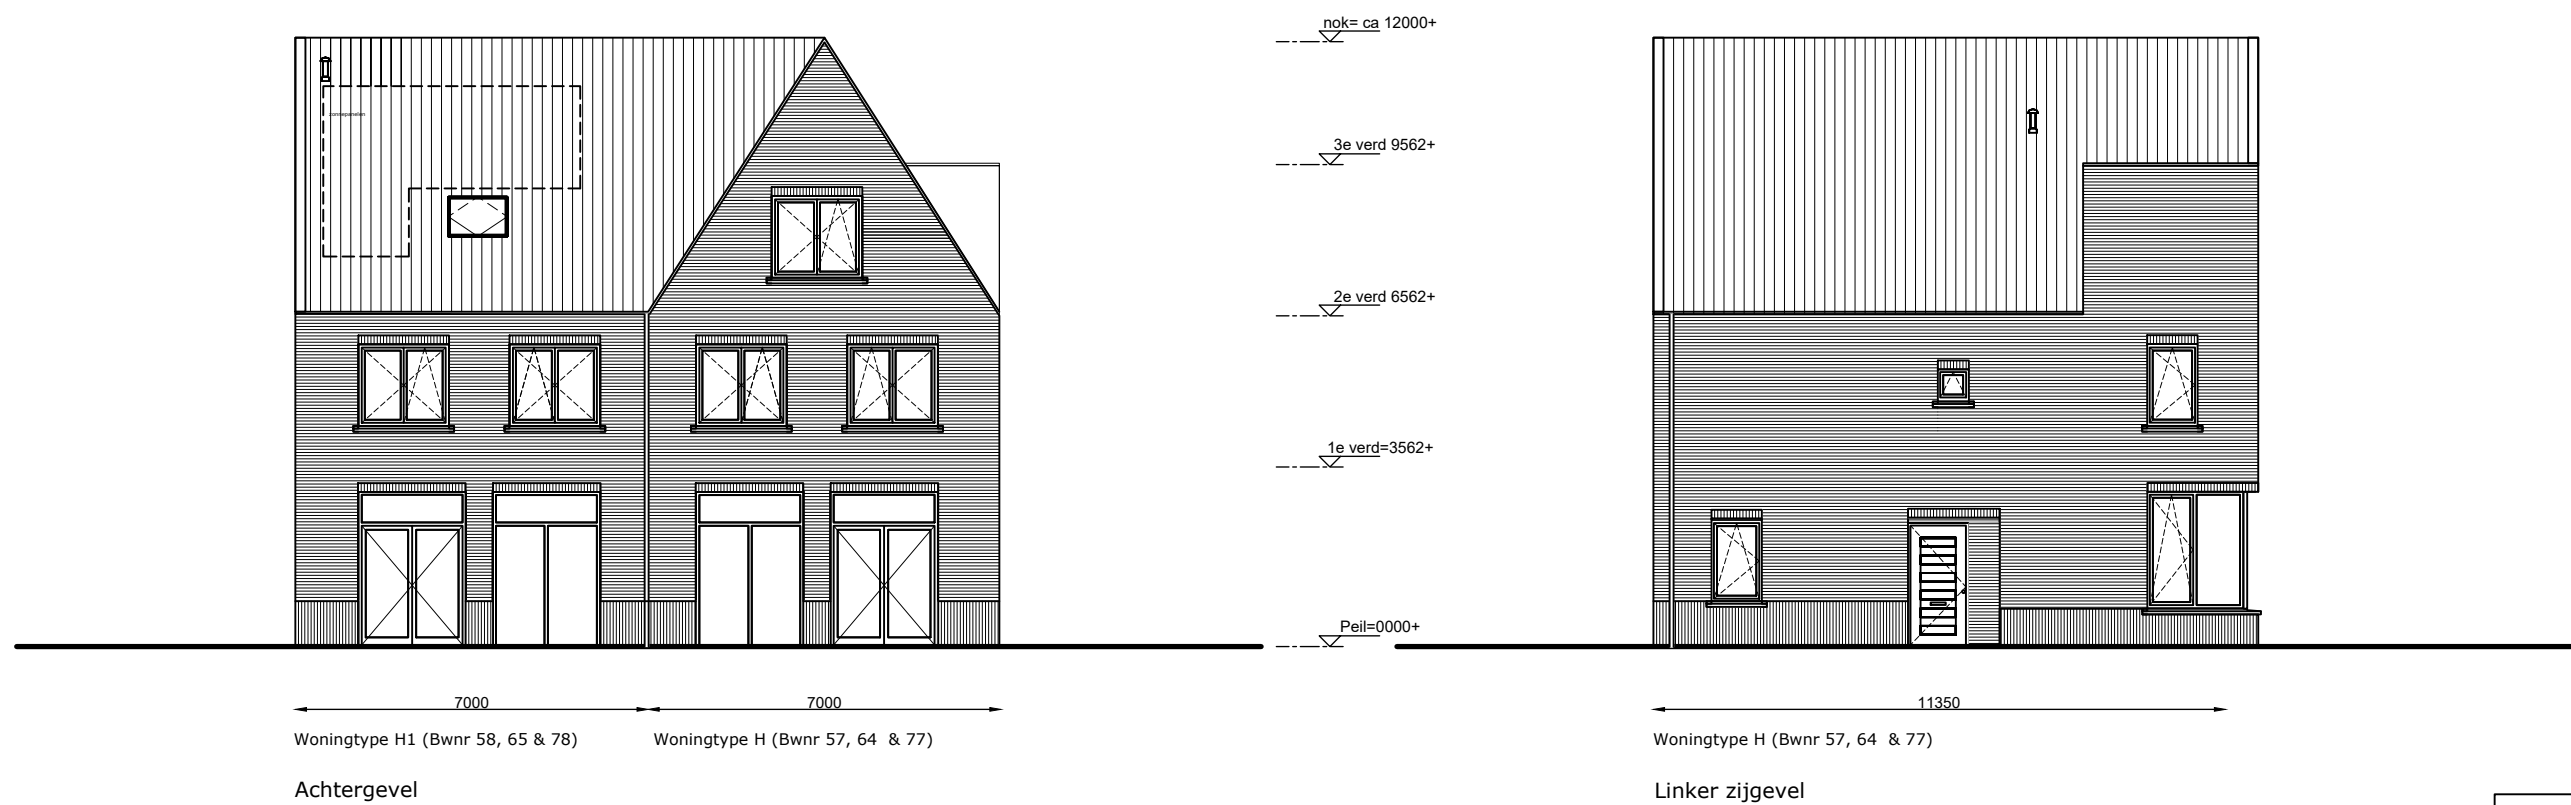 nok= ca 12000+
zonnepanelen
3e verd 9562+
2e verd 6562+
1e verd=3562+
Peil=0000+
7000
7000
11350
Woningtype H1 (Bwnr 58, 65 & 78)
Woningtype H (Bwnr 57, 64 & 77)
Woningtype H (Bwnr 57, 64 & 77)
Achtergevel
Linker zijgevel